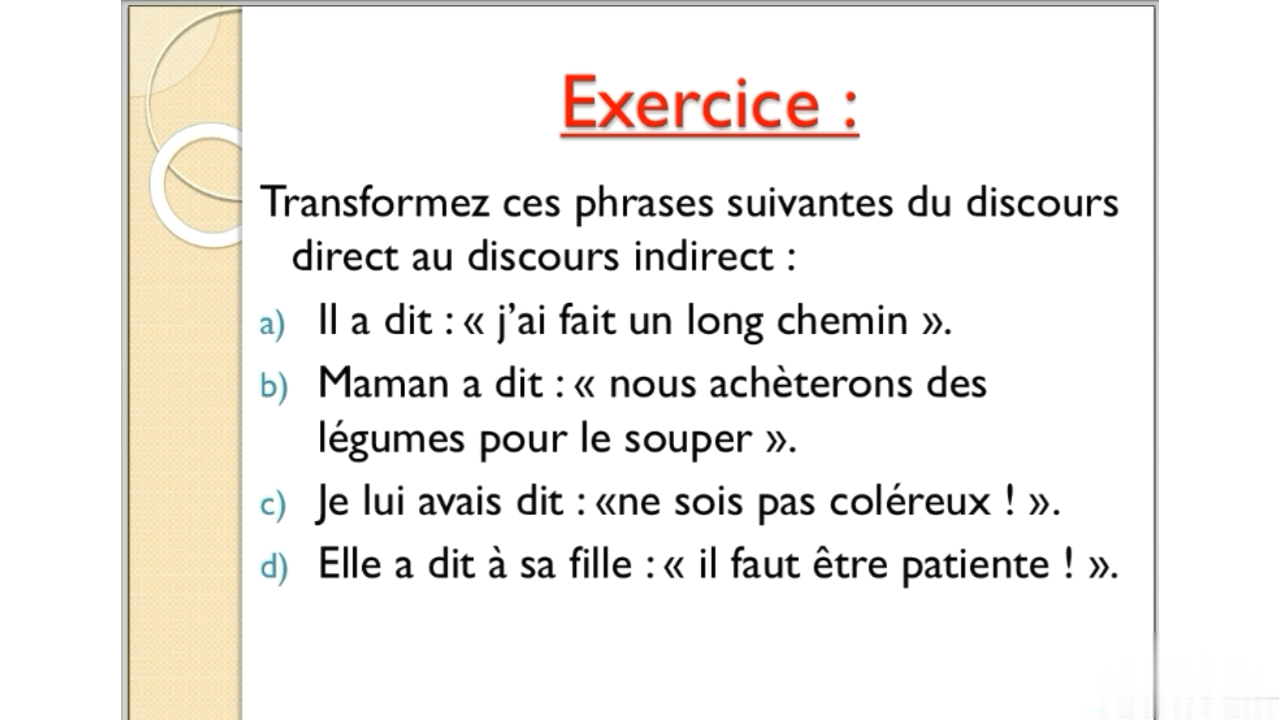 Exercice :
Transformez ces phrases suivantes du discours
direct au discours indirect :
a) Il a dit : « j’ai fait un long chemin ».
b) Maman a dit : « nous achèterons des
légumes pour le souper ».
c) Je lui avais dit : «ne sois pas coléreux ! ».
d) Elle a dit à sa fille : « il faut être patiente ! ».